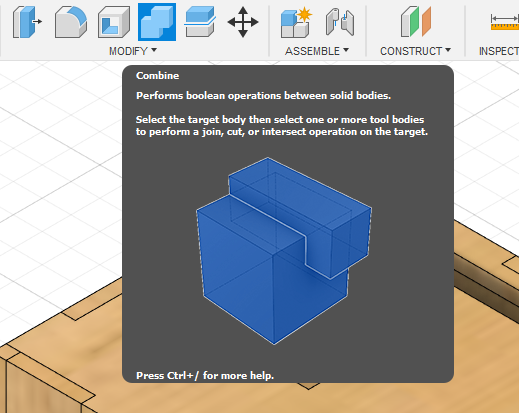 MODIFY ▾ ASSEMBLE ▾ CONSTRUCT ▾ INSPECT
Combine
Performs boolean operations between solid bodies.
Select the target body then select one or more tool bodies
to perform a join, cut, or intersect operation on the target.
Press Ctrl+/ for more help.